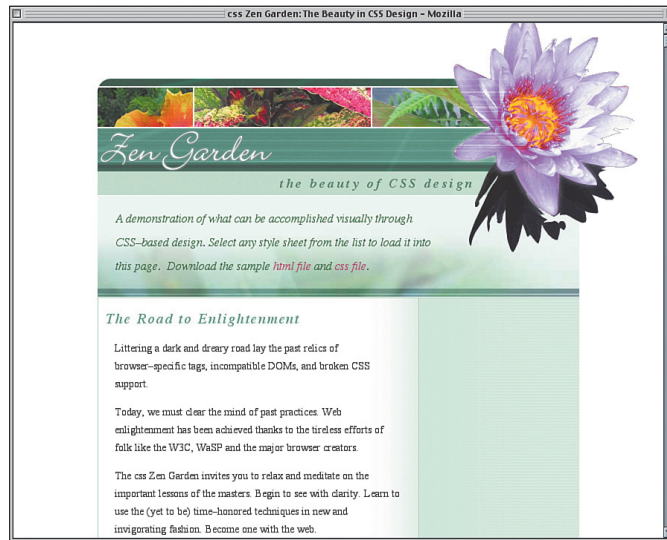 css Zen Garden: The Beauty in CSS Design – Mozilla
Zen Garden
the beauty of CSS design
A demonstration of what can be accomplished visually through
CSS–based design. Select any style sheet from the list to load it into
this page. Download the sample html file and css file.
The Road to Enlightenment
Littering a dark and dreary road lay the past relics of
browser–specific tags, incompatible DOMs, and broken CSS
support.
Today, we must clear the mind of past practices. Web
enlightenment has been achieved thanks to the tireless efforts of
folk like the W3C, WaSP and the major browser creators.
The css Zen Garden invites you to relax and meditate on the
important lessons of the masters. Begin to see with clarity. Learn to
use the (yet to be) time–honored techniques in new and
invigorating fashion. Become one with the web.